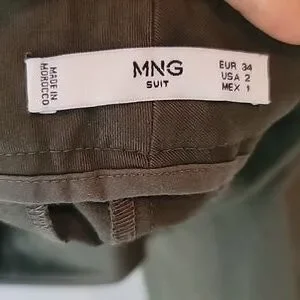 MADE IN
MOROCCO
MNG
SUIT
EUR 34
USA 2
MEX 1